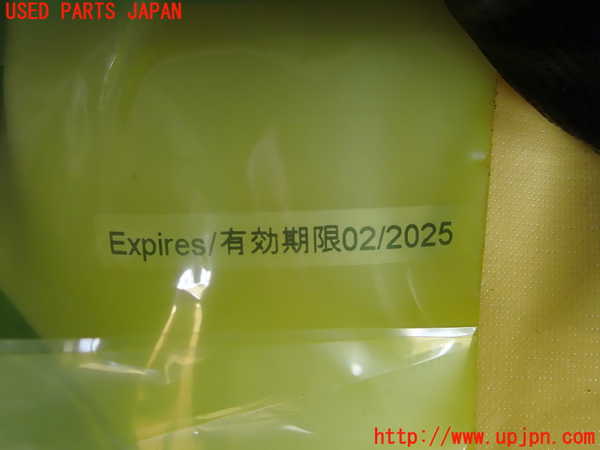 USED PARTS JAPAN
Expires/有効期限02/2025
http://www.upjpn.com